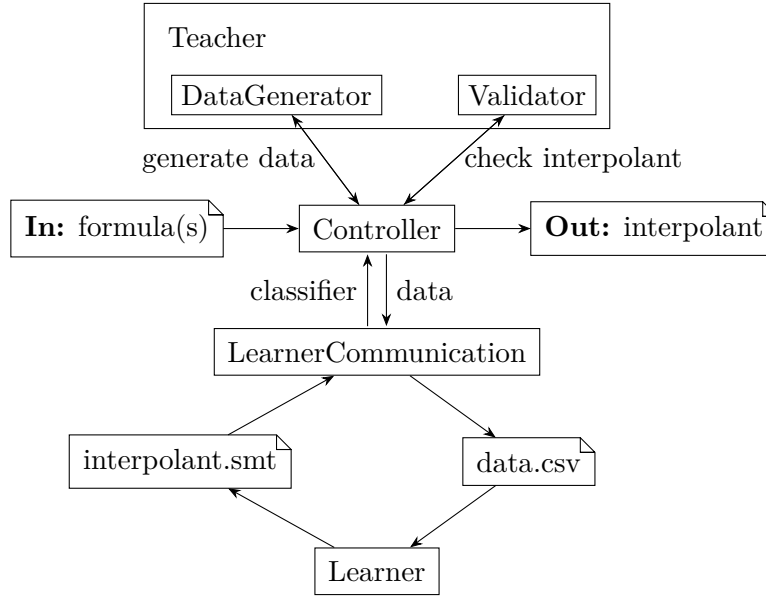 Teacher
DataGenerator
Validator
generate data
check interpolant
In: formula(s)
Controller
Out: interpolant
classifier
data
LearnerCommunication
interpolant.smt
data.csv
Learner